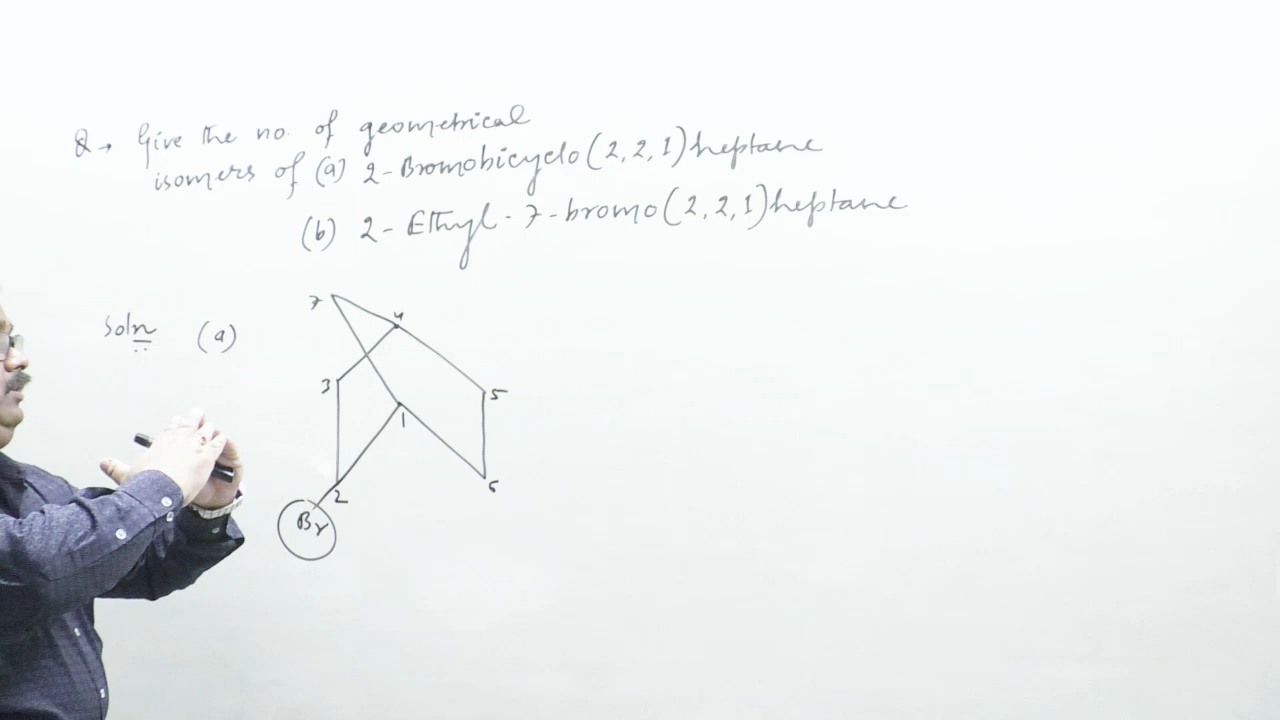 Q → Give the no. of geometrical
isomers of (a) 2-Bromobicyclo(2,2,1)heptane
(b) 2-Ethyl-7-bromo(2,2,1)heptane
Soln (a)
7
4
3
5
1
2
6
Br